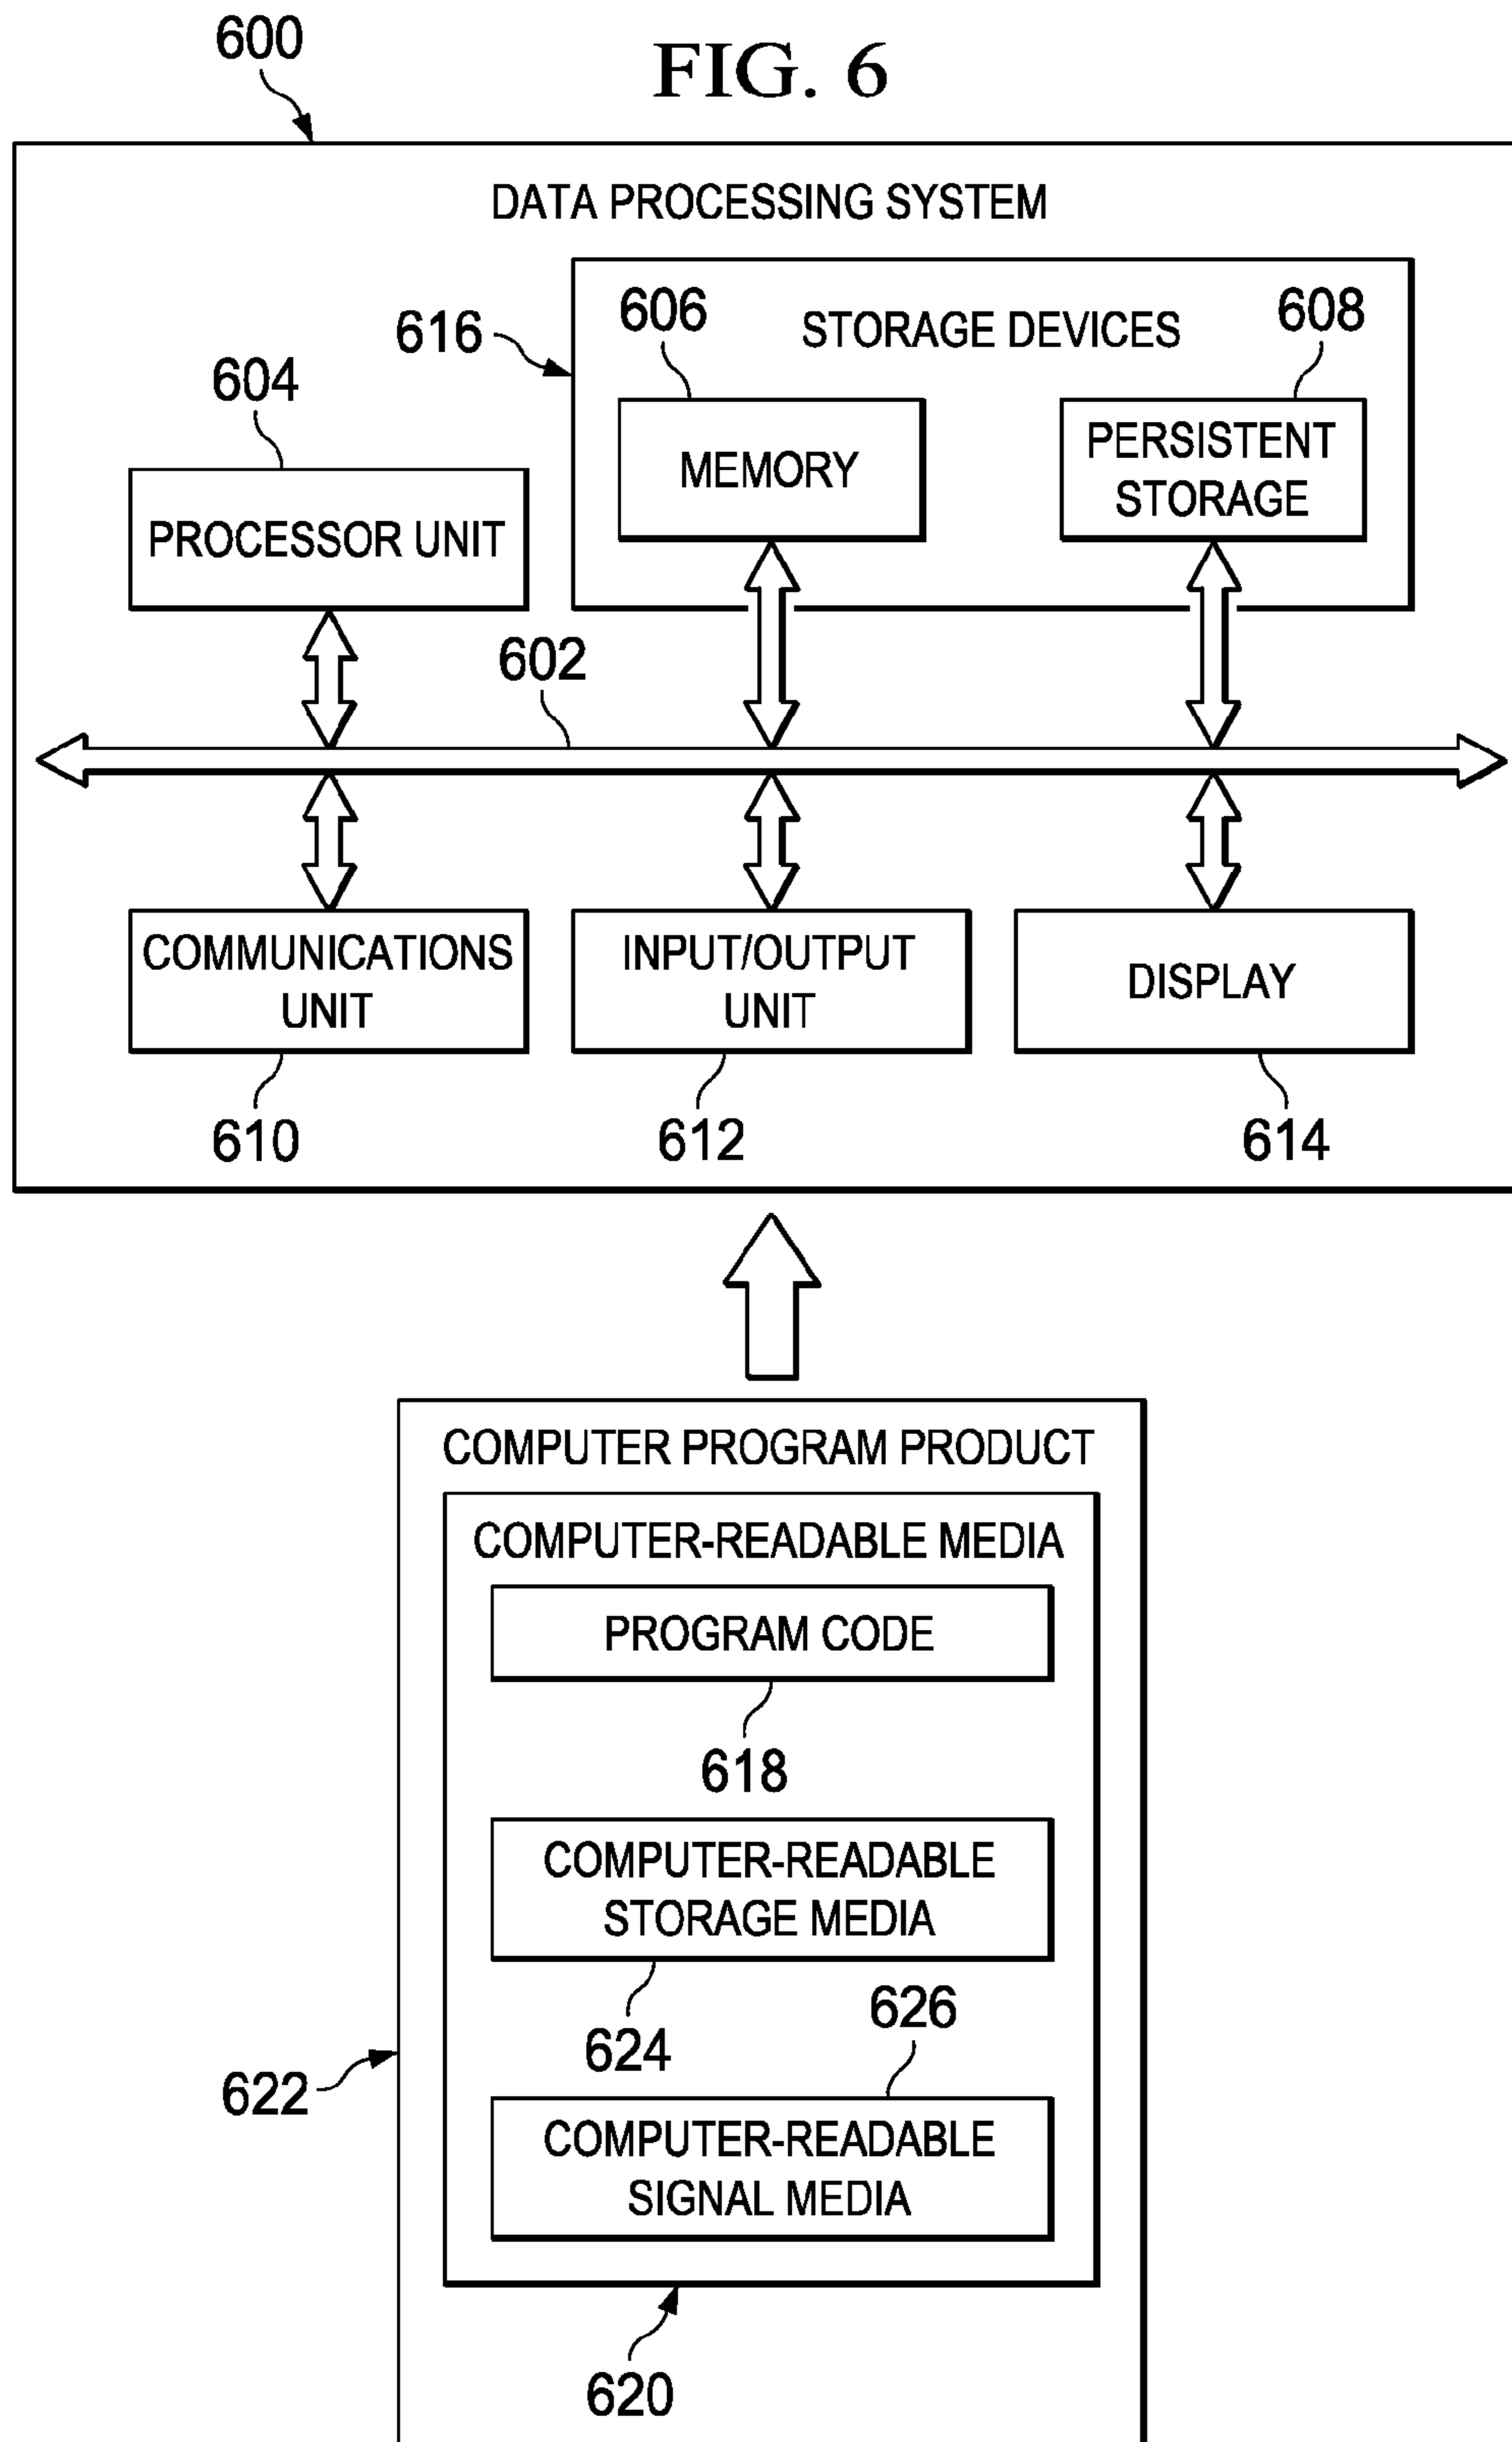 600
FIG. 6
DATA PROCESSING SYSTEM
616
606
STORAGE DEVICES
608
604
MEMORY
PERSISTENT
STORAGE
PROCESSOR UNIT
602
COMMUNICATIONS
UNIT
INPUT/OUTPUT
UNIT
DISPLAY
610
612
614
COMPUTER PROGRAM PRODUCT
COMPUTER-READABLE MEDIA
PROGRAM CODE
618
COMPUTER-READABLE
STORAGE MEDIA
624
626
622
COMPUTER-READABLE
SIGNAL MEDIA
620